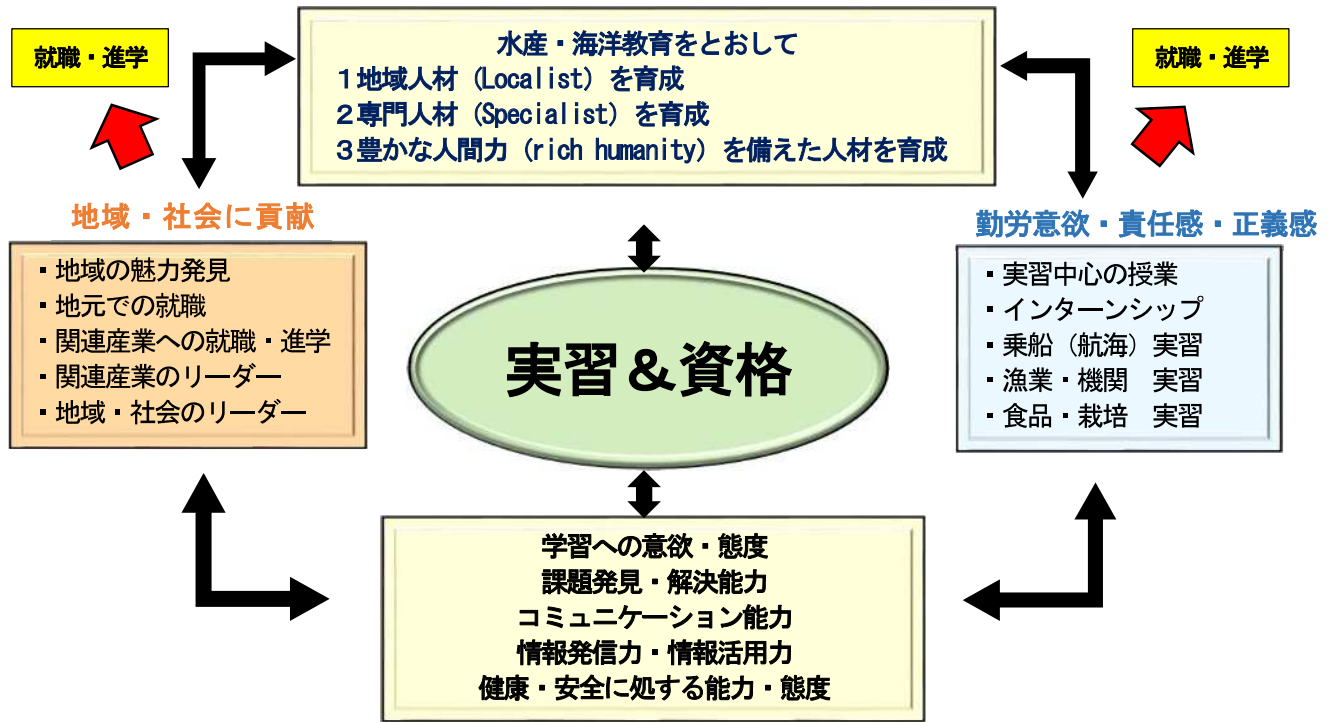 就職・進学
水産・海洋教育をとおして
1地域人材（Localist）を育成
2専門人材（Specialist）を育成
3豊かな人間力（rich humanity）を備えた人材を育成
就職・進学
地域・社会に貢献
・地域の魅力発見
・地元での就職
・関連産業への就職・進学
・関連産業のリーダー
・地域・社会のリーダー
実習＆資格
勤労意欲・責任感・正義感
・実習中心の授業
・インターンシップ
・乗船（航海）実習
・漁業・機関　実習
・食品・栽培　実習
学習への意欲・態度
課題発見・解決能力
コミュニケーション能力
情報発信力・情報活用力
健康・安全に処する能力・態度